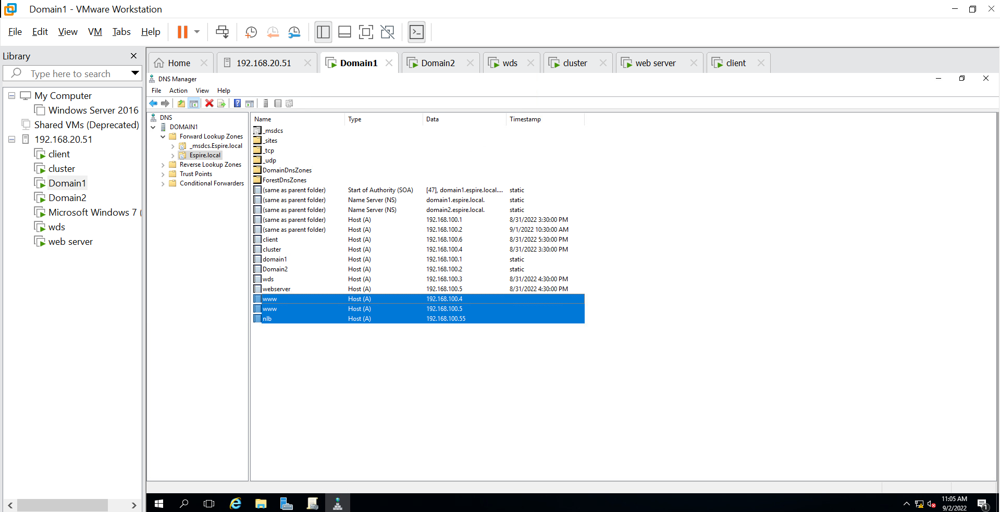 Domain1 - VMware Workstation
File Edit View VM Tabs Help
Library
Type here to search
My Computer
Windows Server 2016
Shared VMs (Deprecated)
192.168.20.51
client
cluster
Domain1
Domain2
Microsoft Windows 7 (
wds
web server
Home 192.168.20.51 Domain1 Domain2 wds cluster web server client
DNS Manager
File Action View Help
DNS
DOMAIN1
Forward Lookup Zones
_msdcs.Espire.local
Espire.local
Reverse Lookup Zones
Trust Points
Conditional Forwarders
Name Type Data Timestamp
_msdcs
_sites
_tcp
_udp
DomainDnsZones
ForestDnsZones
(same as parent folder) Start of Authority (SOA) [47], domain1.espire.local.... static
(same as parent folder) Name Server (NS) domain1.espire.local. static
(same as parent folder) Name Server (NS) domain2.espire.local. static
(same as parent folder) Host (A) 192.168.100.1 8/31/2022 3:30:00 PM
(same as parent folder) Host (A) 192.168.100.2 9/1/2022 10:30:00 AM
client Host (A) 192.168.100.6 8/31/2022 5:30:00 PM
cluster Host (A) 192.168.100.4 8/31/2022 3:30:00 PM
domain1 Host (A) 192.168.100.1 static
Domain2 Host (A) 192.168.100.2 static
wds Host (A) 192.168.100.3 8/31/2022 4:30:00 PM
webserver Host (A) 192.168.100.5 8/31/2022 4:30:00 PM
www Host (A) 192.168.100.4
www Host (A) 192.168.100.5
nlb Host (A) 192.168.100.55
11:05 AM
9/2/2022
1